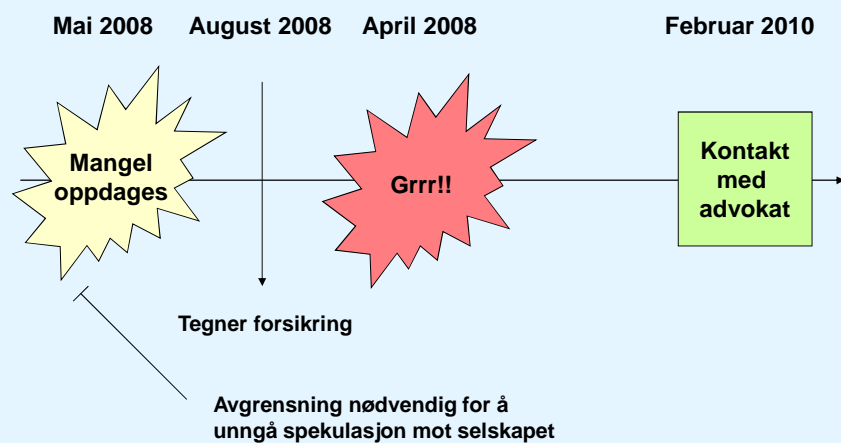 Mai 2008
August 2008
April 2008
Februar 2010
Mangel
oppdages
Grrr!!
Kontakt
med
advokat
Tegner forsikring
Avgrensning nødvendig for å
unngå spekulasjon mot selskapet